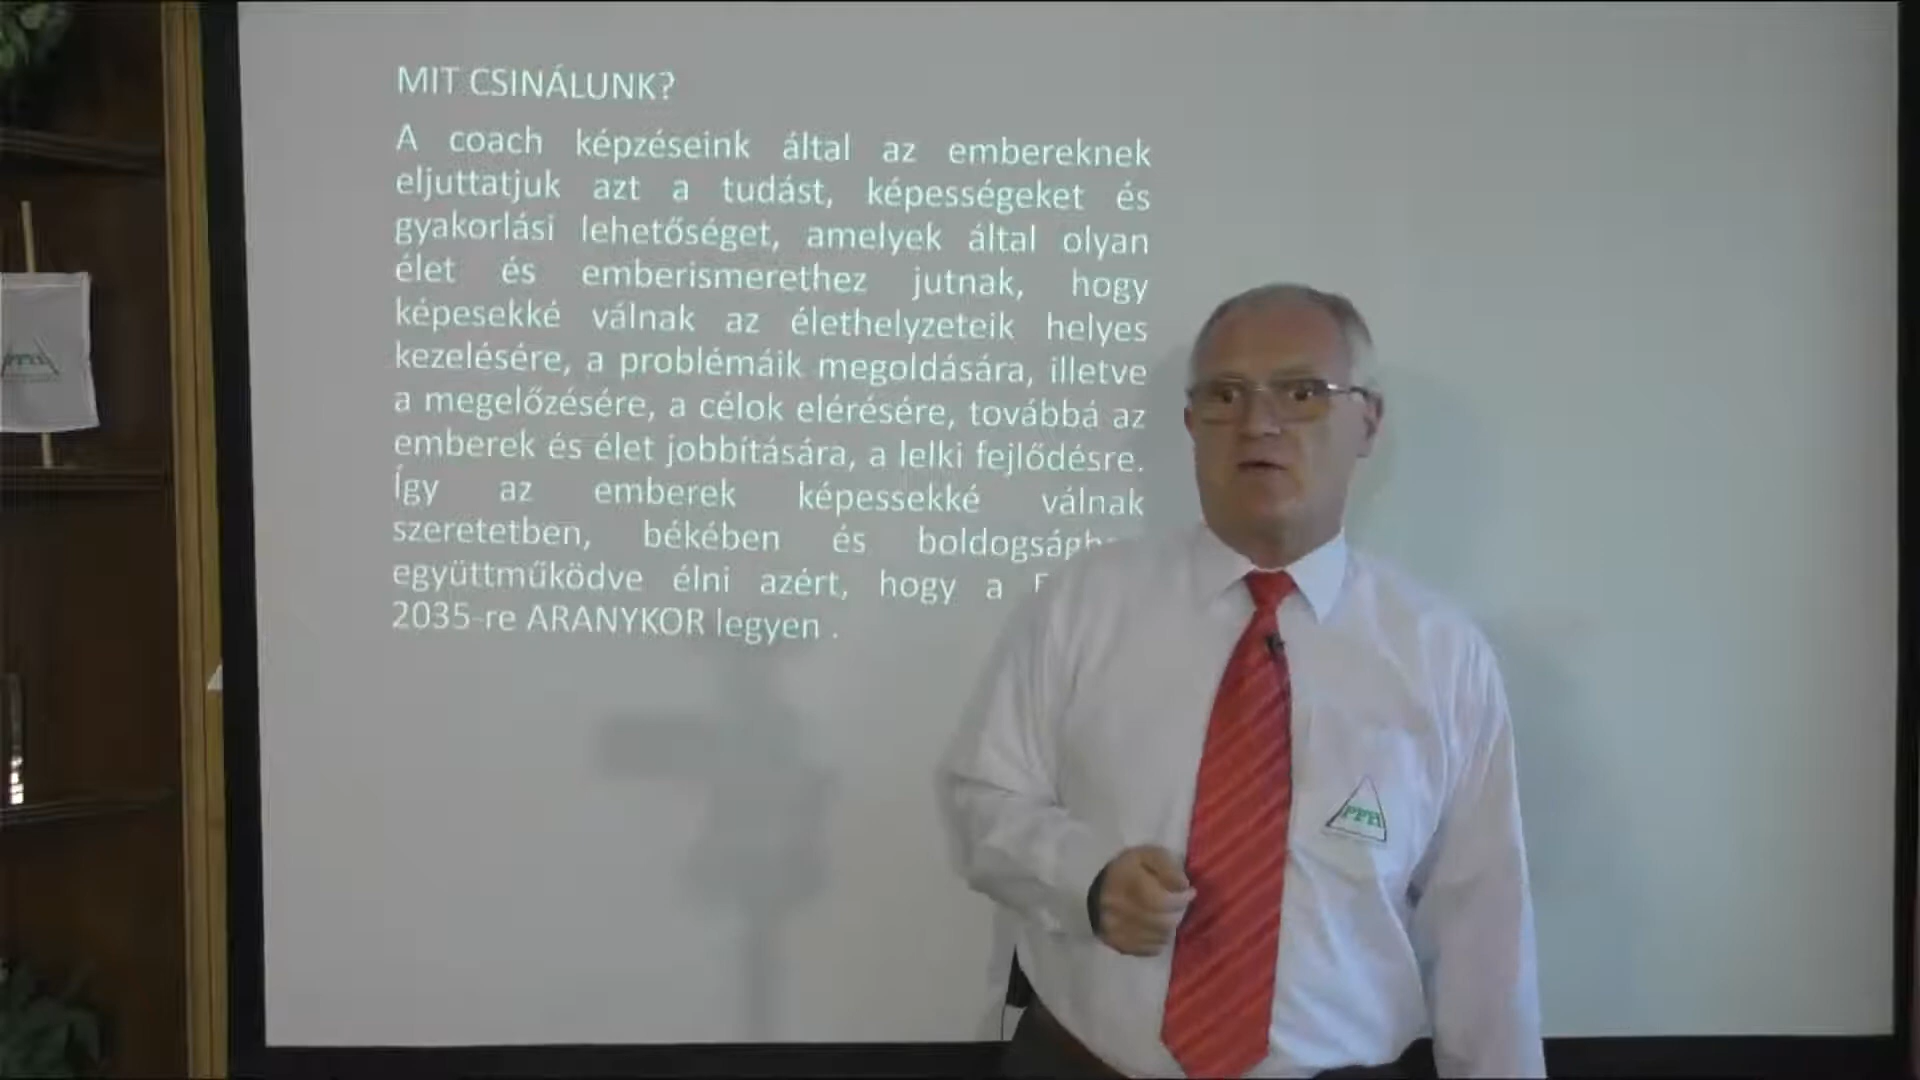 MIT CSINÁLUNK?
A coach képzéseink által az embereknek
eljuttatjuk azt a tudást, képességeket és
gyakorlási lehetőséget, amelyek által olyan
élet és emberismerethez jutnak, hogy
képesekké válnak az élethelyzeteik helyes
kezelésére, a problémáik megoldására, illetve
a megelőzésére, a célok elérésére, továbbá az
emberek és élet jobbítására, a lelki fejlődésre.
Így az emberek képessekké válnak
szeretetben, békében és
együttműködve élni azért, hogy a
2035-re ARANYKOR legyen .